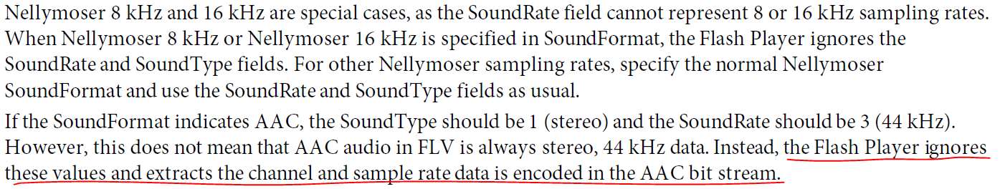 Nellymoser 8 kHz and 16 kHz are special cases, as the SoundRate field cannot represent 8 or 16 kHz sampling rates.
When Nellymoser 8 kHz or Nellymoser 16 kHz is specified in SoundFormat, the Flash Player ignores the
SoundRate and SoundType fields. For other Nellymoser sampling rates, specify the normal Nellymoser
SoundFormat and use the SoundRate and SoundType fields as usual.
If the SoundFormat indicates AAC, the SoundType should be 1 (stereo) and the SoundRate should be 3 (44 kHz).
However, this does not mean that AAC audio in FLV is always stereo, 44 kHz data. Instead, the Flash Player ignores
these values and extracts the channel and sample rate data is encoded in the AAC bit stream.